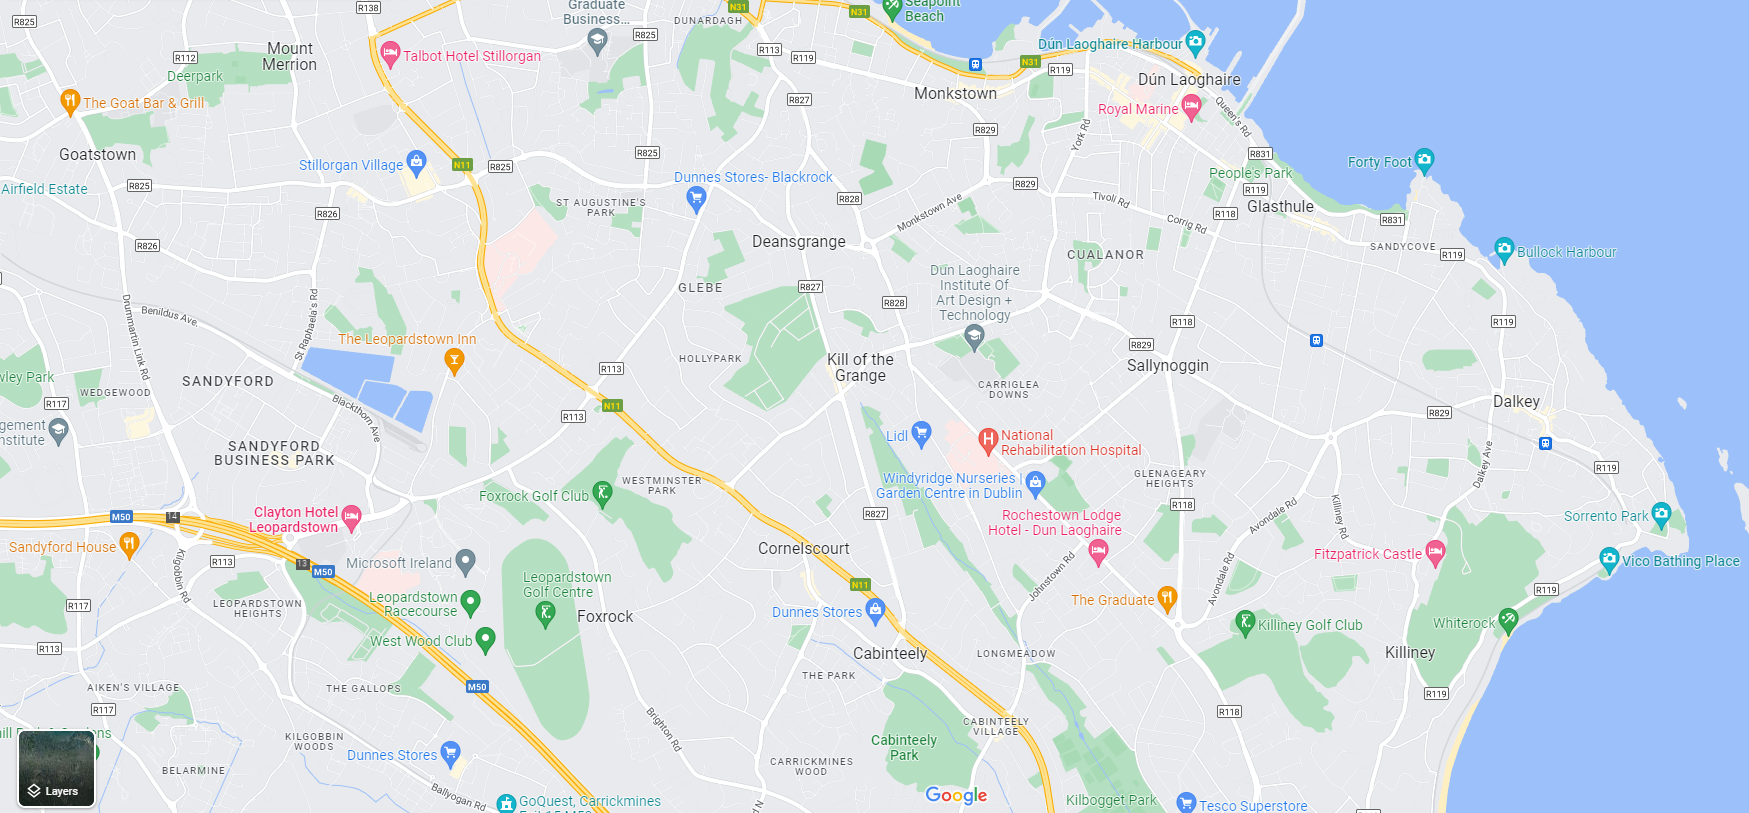 R825
R138
Graduate
Business...
DUNARDAGH
N31
N31
Seapoint
Beach
Mount
Merrion
R112
Deerpark
Talbot Hotel Stillorgan
R825
R113
R119
N31
R119
Dún Laoghaire Harbour
Dún Laoghaire
Monkstown
Royal Marine
Queen's Rd
The Goat Bar & Grill
R827
R829
York Rd
Goatstown
Stillorgan Village
N11
R825
R825
R831
Forty Foot
Airfield Estate
R825
Dunnes Stores- Blackrock
R829
People's Park
R119
Glasthule
R826
ST AUGUSTINE'S
PARK
R828
Monkstown Ave
Tivoli Rd
Corrig Rd
R118
R831
R826
Deansgrange
CUALANOR
SANDYCOVE
R119
Bullock Harbour
GLEBE
R827
R828
Dún Laoghaire
Institute Of
Art Design +
Technology
Drummartin Link Rd
Benildus Ave
St Raphaela's Rd
The Leopardstown Inn
R118
R119
HOLLYPARK
Kill of the
Grange
R829
Sallynoggin
R113
SANDYFORD
WEDGEWOOD
R117
Blackthorn Ave
R113
N11
CARRIGLEA
DOWNS
Dalkey
R829
Lidl
National
Rehabilitation Hospital
SANDYFORD
BUSINESS PARK
Dalkey Ave
R119
Foxrock Golf Club
WESTMINSTER
PARK
Windyridge Nurseries |
Garden Centre in Dublin
GLENAGEARY
HEIGHTS
R118
Killiney Rd
Avondale Rd
Clayton Hotel
Leopardstown
M50
14
R827
Rochestown Lodge
Hotel - Dun Laoghaire
Sorrento Park
Sandyford House
Kilgobbin Rd
R113
13
M50
Microsoft Ireland
Cornelscourt
Johnstown Rd
Avondale Rd
Fitzpatrick Castle
Vico Bathing Place
Leopardstown
Golf Centre
Leopardstown
Racecourse
N11
R119
LEOPARDSTOWN
HEIGHTS
R117
Foxrock
Dunnes Stores
The Graduate
Killiney Golf Club
Whiterock
West Wood Club
R113
Cabinteely
LONGMEADOW
Killiney
AIKEN'S VILLAGE
THE GALLOPS
M50
THE PARK
R119
R117
Brighton Rd
R118
CABINTEELY
VILLAGE
KILGOBBIN
WOODS
Cabinteely
Park
Dunnes Stores
BELARMINE
CARRICKMINES
WOOD
Layers
Ballyogan Rd
GoQuest, Carrickmines
Google
Kilbogget Park
Tesco Superstore